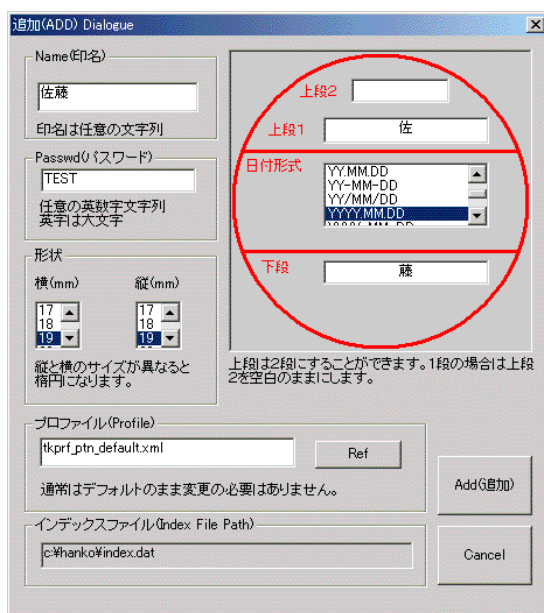 追加(ADD) Dialogue
Name(印名)
佐藤
印名は任意の文字列
Passwd(パスワード)
TEST
任意の英数字文字列
英字は大文字
形状
横(mm)
縦(mm)
17
18
19
17
18
19
縦と横のサイズが異なると
楕円になります。
上段2
上段1
佐
日付形式
YY.MM.DD
YY-MM-DD
YY/MM/DD
YYYY.MM.DD
下段
藤
上段は2段にすることができます。1段の場合は上段
2を空白のままにします。
プロファイル(Profile)
tkprf_ptn_default.xml
Ref
通常はデフォルトのまま変更の必要はありません。
インデックスファイル(Index File Path)
c:¥hanko¥index.dat
Add(追加)
Cancel